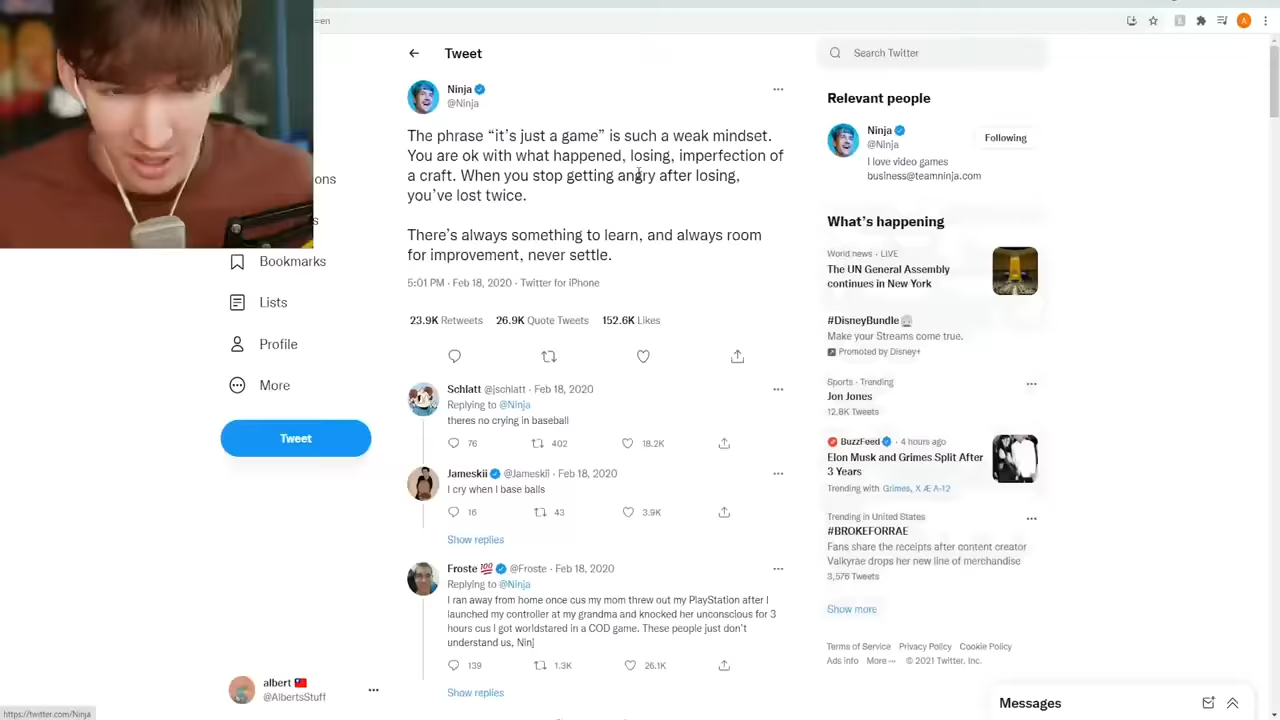 =en
Tweet
Search Twitter
Ninja
@Ninja
The phrase “it’s just a game” is such a weak mindset.
You are ok with what happened, losing, imperfection of
a craft. When you stop getting angry after losing,
you’ve lost twice.
There’s always something to learn, and always room
for improvement, never settle.
5:01 PM · Feb 18, 2020 · Twitter for iPhone
23.9K Retweets 26.9K Quote Tweets 152.6K Likes
Schlatt @jschlatt · Feb 18, 2020
Replying to @Ninja
theres no crying in baseball
76 402 18.2K
Jameskii @Jameskii · Feb 18, 2020
I cry when I base balls
16 43 3.9K
Show replies
Froste 💯 @Froste · Feb 18, 2020
Replying to @Ninja
I ran away from home once cus my mom threw out my PlayStation after I
launched my controller at my grandma and knocked her unconscious for 3
hours cus I got worldstared in a COD game. These people just don’t
understand us, Ninj
139 1.3K 26.1K
Show replies
ons
s
Bookmarks
Lists
Profile
More
Tweet
albert 🇹🇼
@AlbertsStuff
https://twitter.com/Ninja
Relevant people
Ninja
@Ninja
Following
I love video games
business@teamninja.com
What’s happening
World news · LIVE
The UN General Assembly
continues in New York
#DisneyBundle
Make your Streams come true.
Promoted by Disney+
Sports · Trending
Jon Jones
12.8K Tweets
BuzzFeed · 4 hours ago
Elon Musk and Grimes Split After
3 Years
Trending with Grimes, X Æ A-12
Trending in United States
#BROKEFORRAE
Fans share the receipts after content creator
Valkyrae drops her new line of merchandise
3,576 Tweets
Show more
Terms of Service Privacy Policy Cookie Policy
Ad info More ··· © 2021 Twitter, Inc.
Messages
A